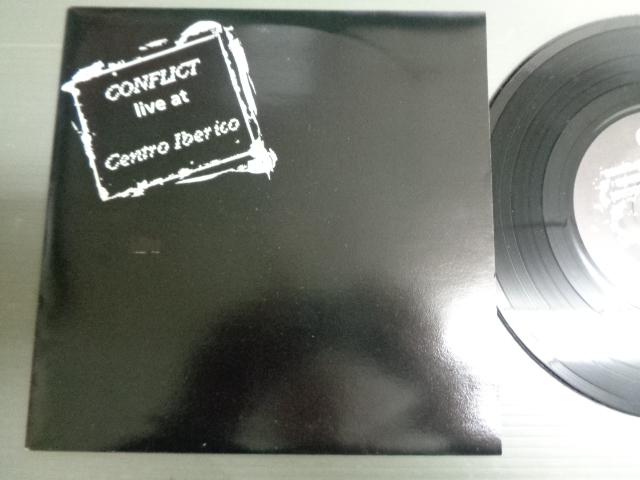 CONFLICT
live at
Centro Iberico